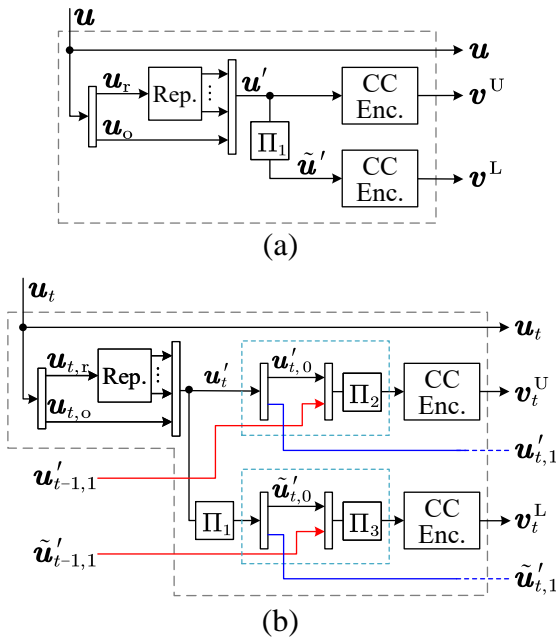 u
u
u_r
Rep.
u'
CC
Enc.
v^U
u_o
Π_1
ũ'
CC
Enc.
v^L
(a)
u_t
u_t
u_{t,r}
Rep.
u'_t
u'_{t,0}
Π_2
CC
Enc.
v_t^U
u_{t,o}
u'_{t,1}
u'_{t-1,1}
Π_1
ũ'_{t,0}
Π_3
CC
Enc.
v_t^L
ũ'_{t-1,1}
ũ'_{t,1}
(b)